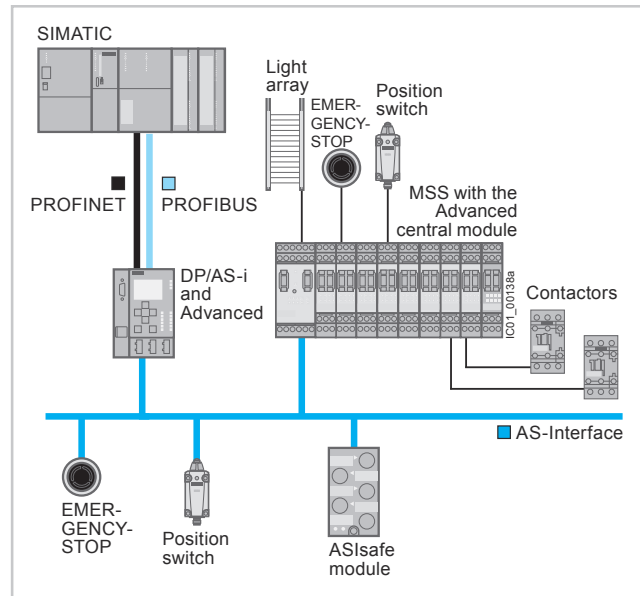 SIMATIC
Light
array
EMER-
GENCY-
STOP
Position
switch
PROFINET
PROFIBUS
MSS with the
Advanced
central module
DP/AS-i
and
Advanced
IC01_00138a
Contactors
AS-Interface
EMER-
GENCY-
STOP
Position
switch
ASIsafe
module